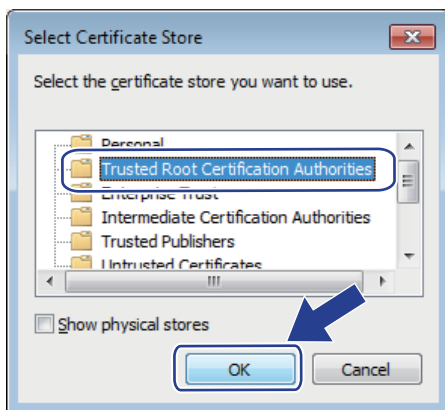 Select Certificate Store
Select the certificate store you want to use.
Personal
Trusted Root Certification Authorities
Enterprise Trust
Intermediate Certification Authorities
Trusted Publishers
Untrusted Certificates
Show physical stores
OK
Cancel